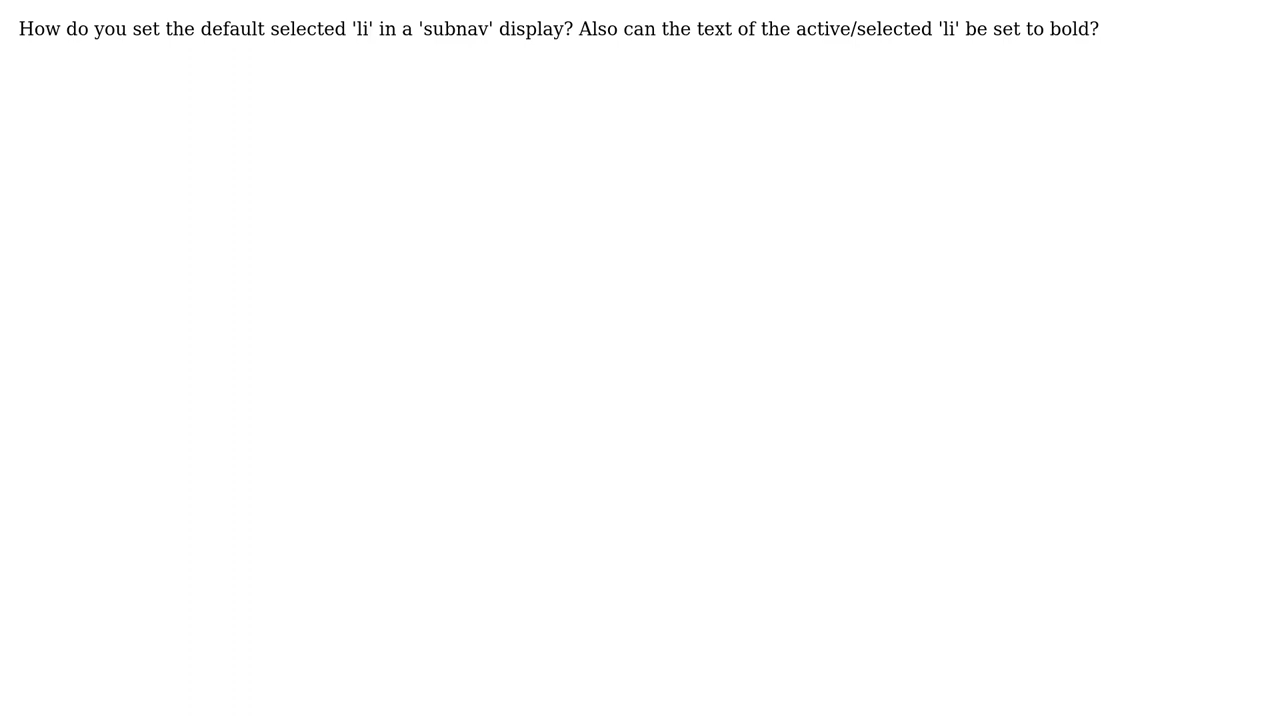 How do you set the default selected 'li' in a 'subnav' display? Also can the text of the active/selected 'li' be set to bold?